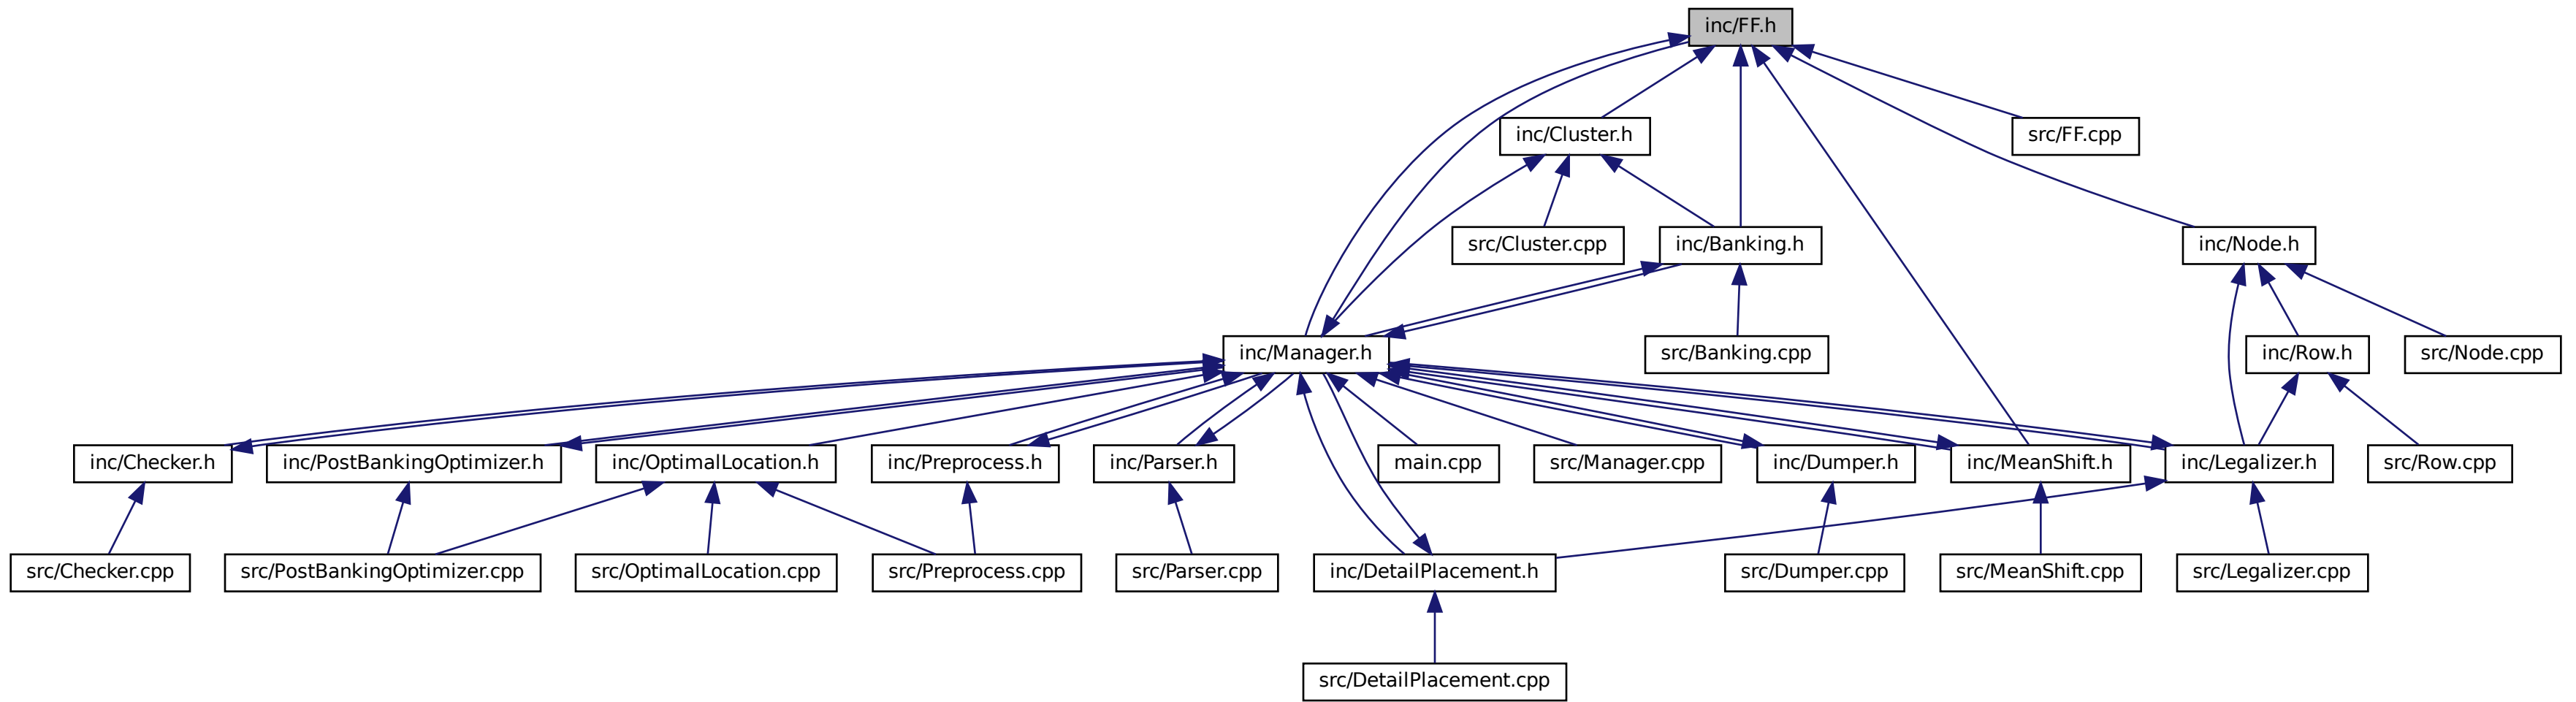 inc/FF.h
inc/Cluster.h
src/FF.cpp
src/Cluster.cpp
inc/Banking.h
inc/Node.h
inc/Manager.h
src/Banking.cpp
inc/Row.h
src/Node.cpp
inc/Checker.h
inc/PostBankingOptimizer.h
inc/OptimalLocation.h
inc/Preprocess.h
inc/Parser.h
main.cpp
src/Manager.cpp
inc/Dumper.h
inc/MeanShift.h
inc/Legalizer.h
src/Row.cpp
src/Checker.cpp
src/PostBankingOptimizer.cpp
src/OptimalLocation.cpp
src/Preprocess.cpp
src/Parser.cpp
inc/DetailPlacement.h
src/Dumper.cpp
src/MeanShift.cpp
src/Legalizer.cpp
src/DetailPlacement.cpp